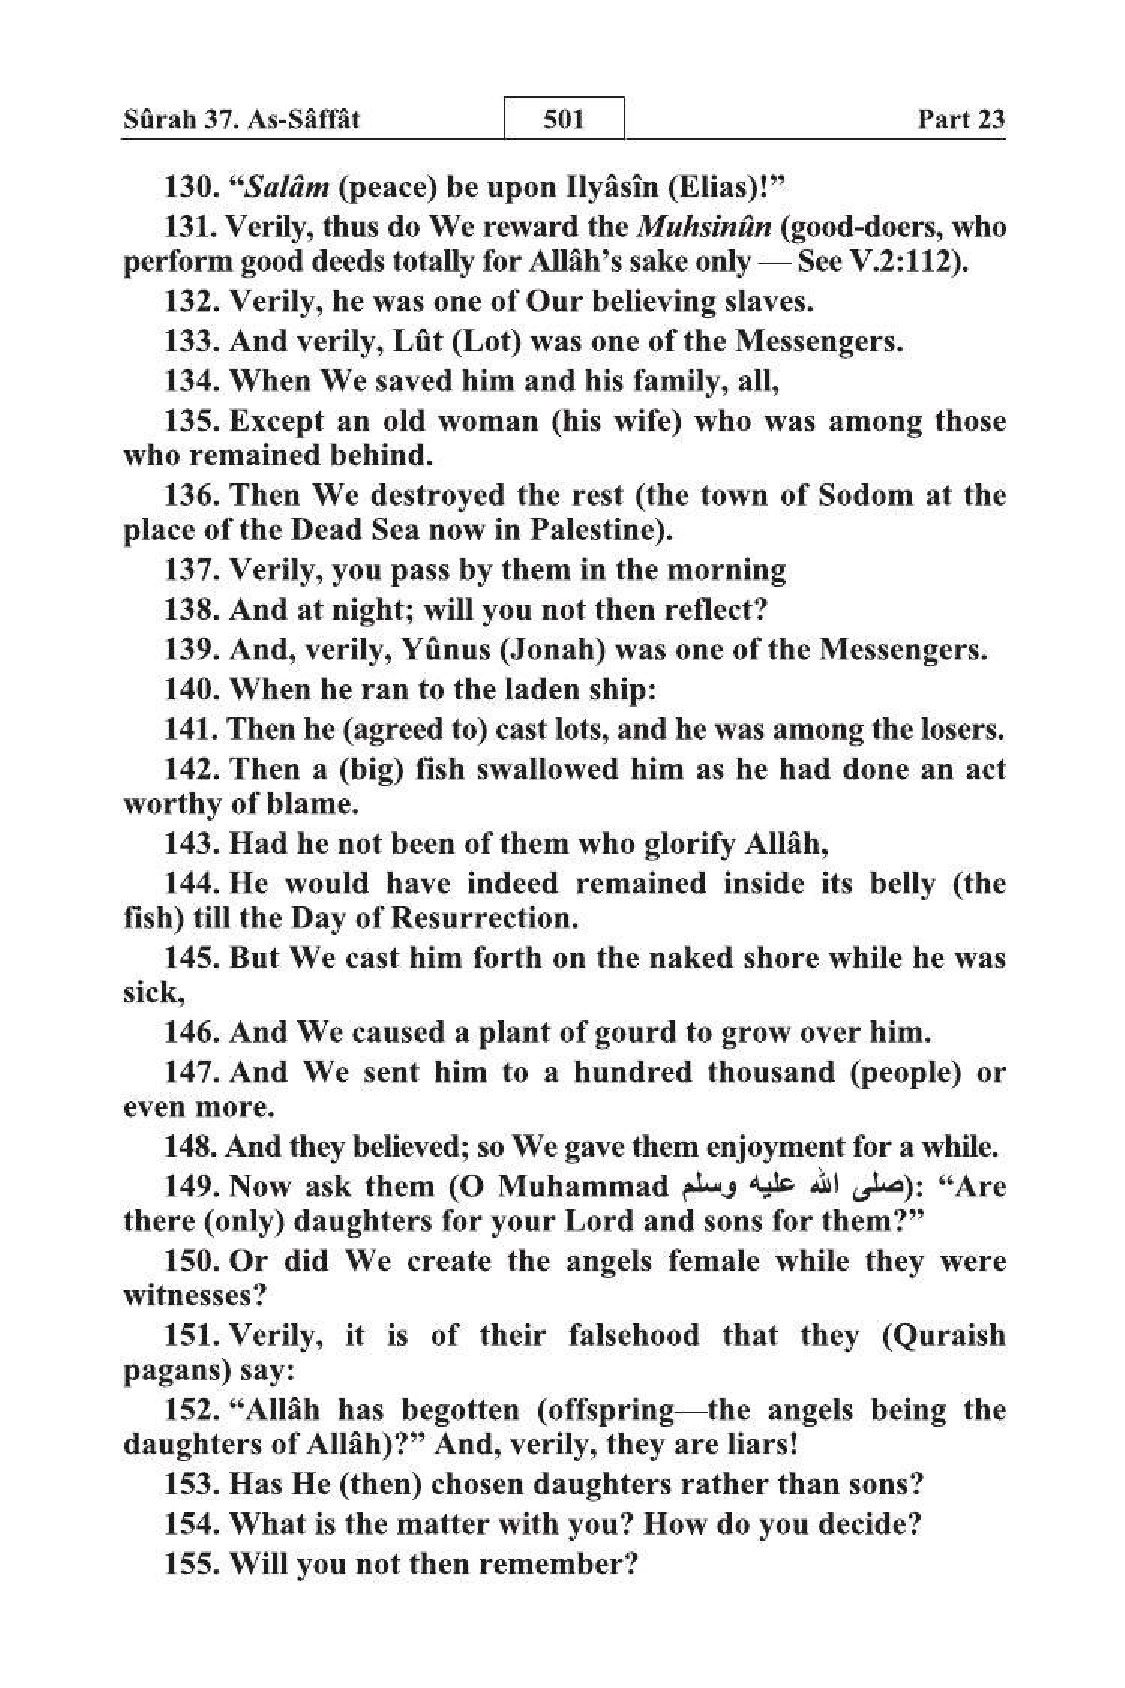 Sûrah 37. As-Sâffât 501 Part 23
130. “Salâm (peace) be upon Ilyâsîn (Elias)!”
131. Verily, thus do We reward the Muhsinûn (good-doers, who
perform good deeds totally for Allâh’s sake only — See V.2:112).
132. Verily, he was one of Our believing slaves.
133. And verily, Lût (Lot) was one of the Messengers.
134. When We saved him and his family, all,
135. Except an old woman (his wife) who was among those
who remained behind.
136. Then We destroyed the rest (the town of Sodom at the
place of the Dead Sea now in Palestine).
137. Verily, you pass by them in the morning
138. And at night; will you not then reflect?
139. And, verily, Yûnus (Jonah) was one of the Messengers.
140. When he ran to the laden ship:
141. Then he (agreed to) cast lots, and he was among the losers.
142. Then a (big) fish swallowed him as he had done an act
worthy of blame.
143. Had he not been of them who glorify Allâh,
144. He would have indeed remained inside its belly (the
fish) till the Day of Resurrection.
145. But We cast him forth on the naked shore while he was
sick,
146. And We caused a plant of gourd to grow over him.
147. And We sent him to a hundred thousand (people) or
even more.
148. And they believed; so We gave them enjoyment for a while.
149. Now ask them (O Muhammad صلى الله عليه وسلم): “Are
there (only) daughters for your Lord and sons for them?”
150. Or did We create the angels female while they were
witnesses?
151. Verily, it is of their falsehood that they (Quraish
pagans) say:
152. “Allâh has begotten (offspring—the angels being the
daughters of Allâh)?” And, verily, they are liars!
153. Has He (then) chosen daughters rather than sons?
154. What is the matter with you? How do you decide?
155. Will you not then remember?